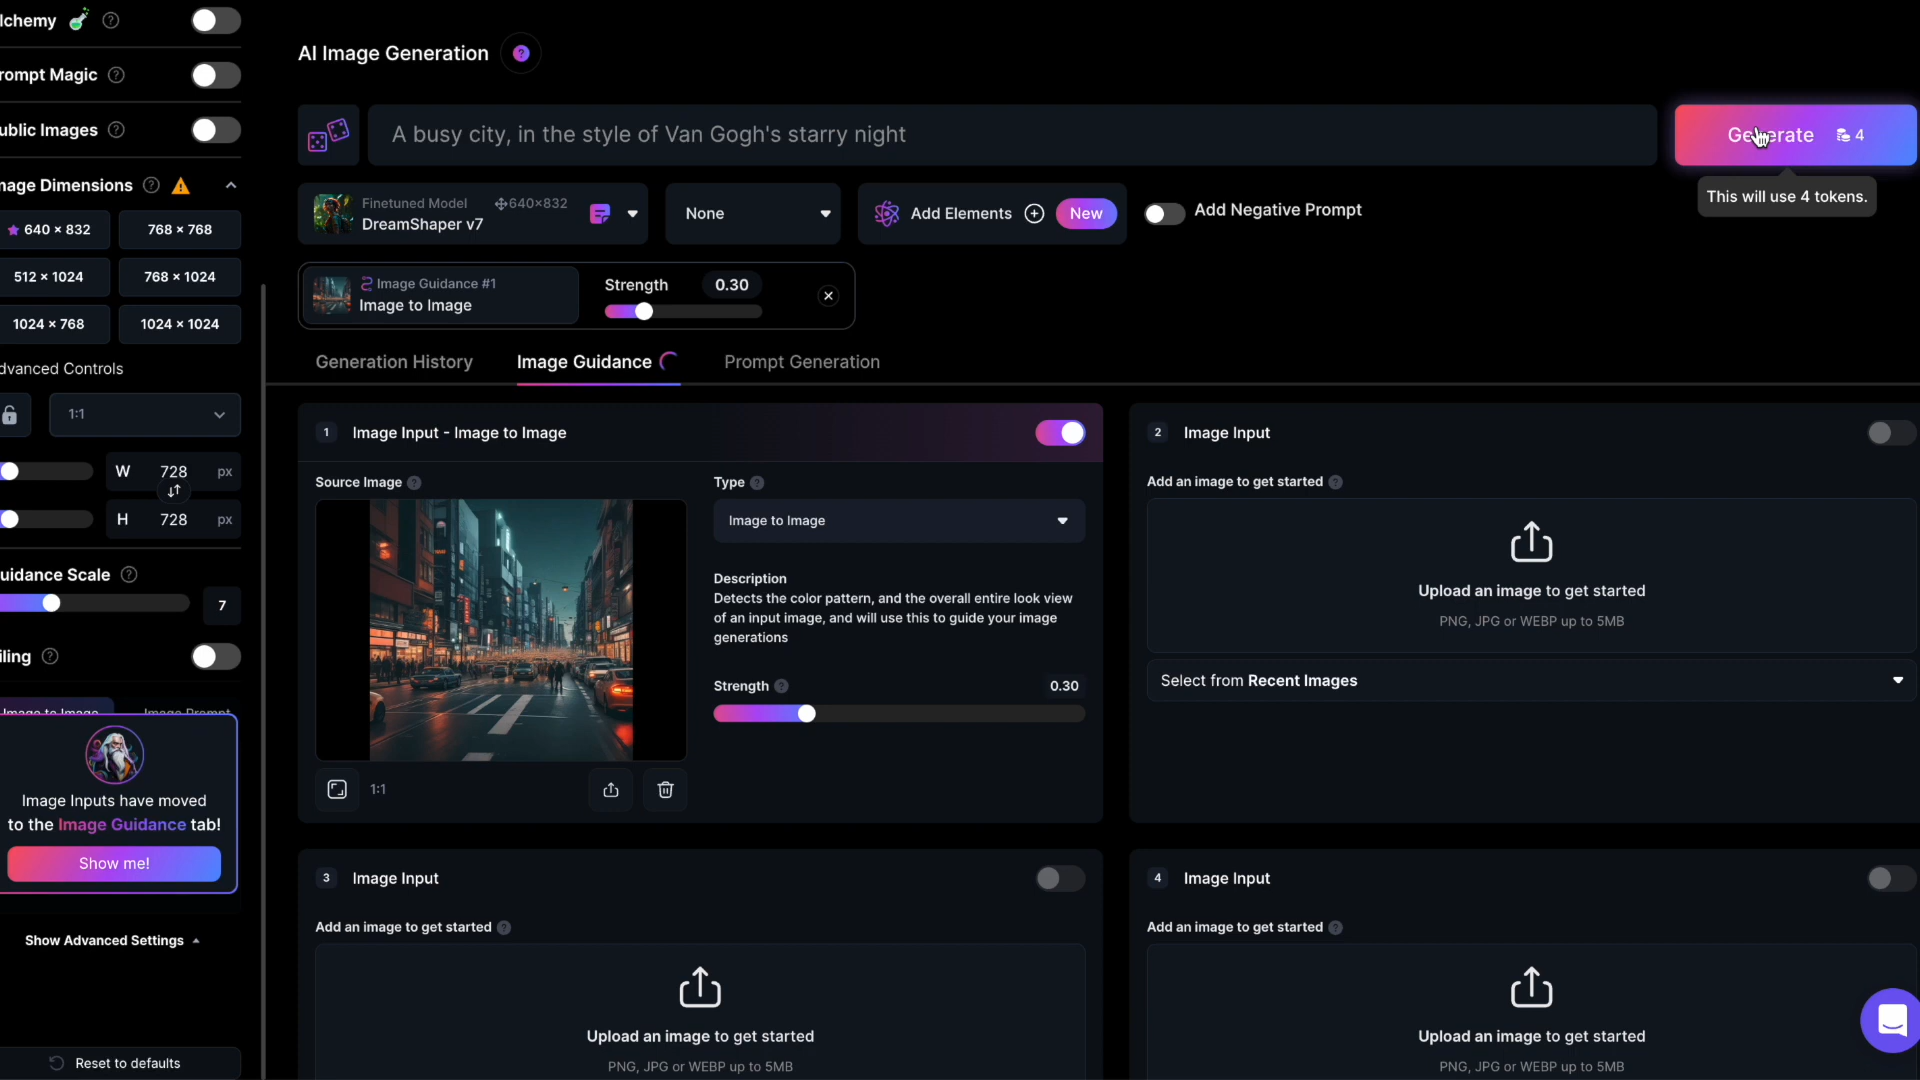 lchemy
rompt Magic
ublic Images
mage Dimensions
640 × 832
768 × 768
512 × 1024
768 × 1024
1024 × 768
1024 × 1024
dvanced Controls
1:1
W 728 px
H 728 px
uidance Scale
7
iling
Image to Image
Image Prompt
Image Inputs have moved
to the Image Guidance tab!
Show me!
Show Advanced Settings
Reset to defaults
AI Image Generation
A busy city, in the style of Van Gogh's starry night
Generate 4
This will use 4 tokens.
Finetuned Model 640×832
DreamShaper v7
None
Add Elements New
Add Negative Prompt
Image Guidance #1
Image to Image
Strength 0.30
Generation History
Image Guidance
Prompt Generation
1 Image Input - Image to Image
Source Image
1:1
Type
Image to Image
Description
Detects the color pattern, and the overall entire look view
of an input image, and will use this to guide your image
generations
Strength 0.30
2 Image Input
Add an image to get started
Upload an image to get started
PNG, JPG or WEBP up to 5MB
Select from Recent Images
3 Image Input
Add an image to get started
Upload an image to get started
PNG, JPG or WEBP up to 5MB
4 Image Input
Add an image to get started
Upload an image to get started
PNG, JPG or WEBP up to 5MB